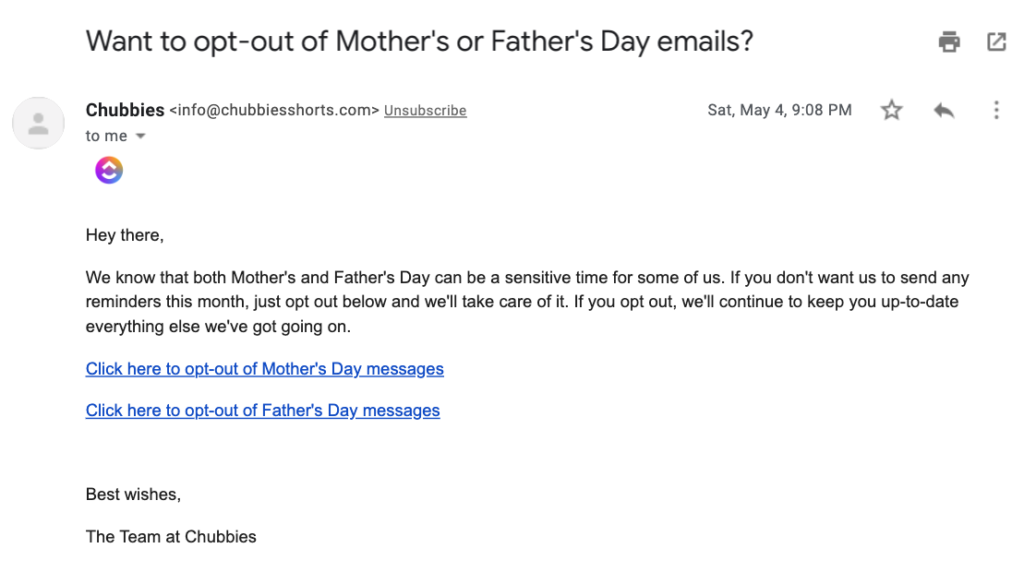 Want to opt-out of Mother's or Father's Day emails?
Chubbies <info@chubbiesshorts.com> Unsubscribe
Sat, May 4, 9:08 PM
to me
Hey there,
We know that both Mother's and Father's Day can be a sensitive time for some of us. If you don't want us to send any
reminders this month, just opt out below and we'll take care of it. If you opt out, we'll continue to keep you up-to-date
everything else we've got going on.
Click here to opt-out of Mother's Day messages
Click here to opt-out of Father's Day messages
Best wishes,
The Team at Chubbies